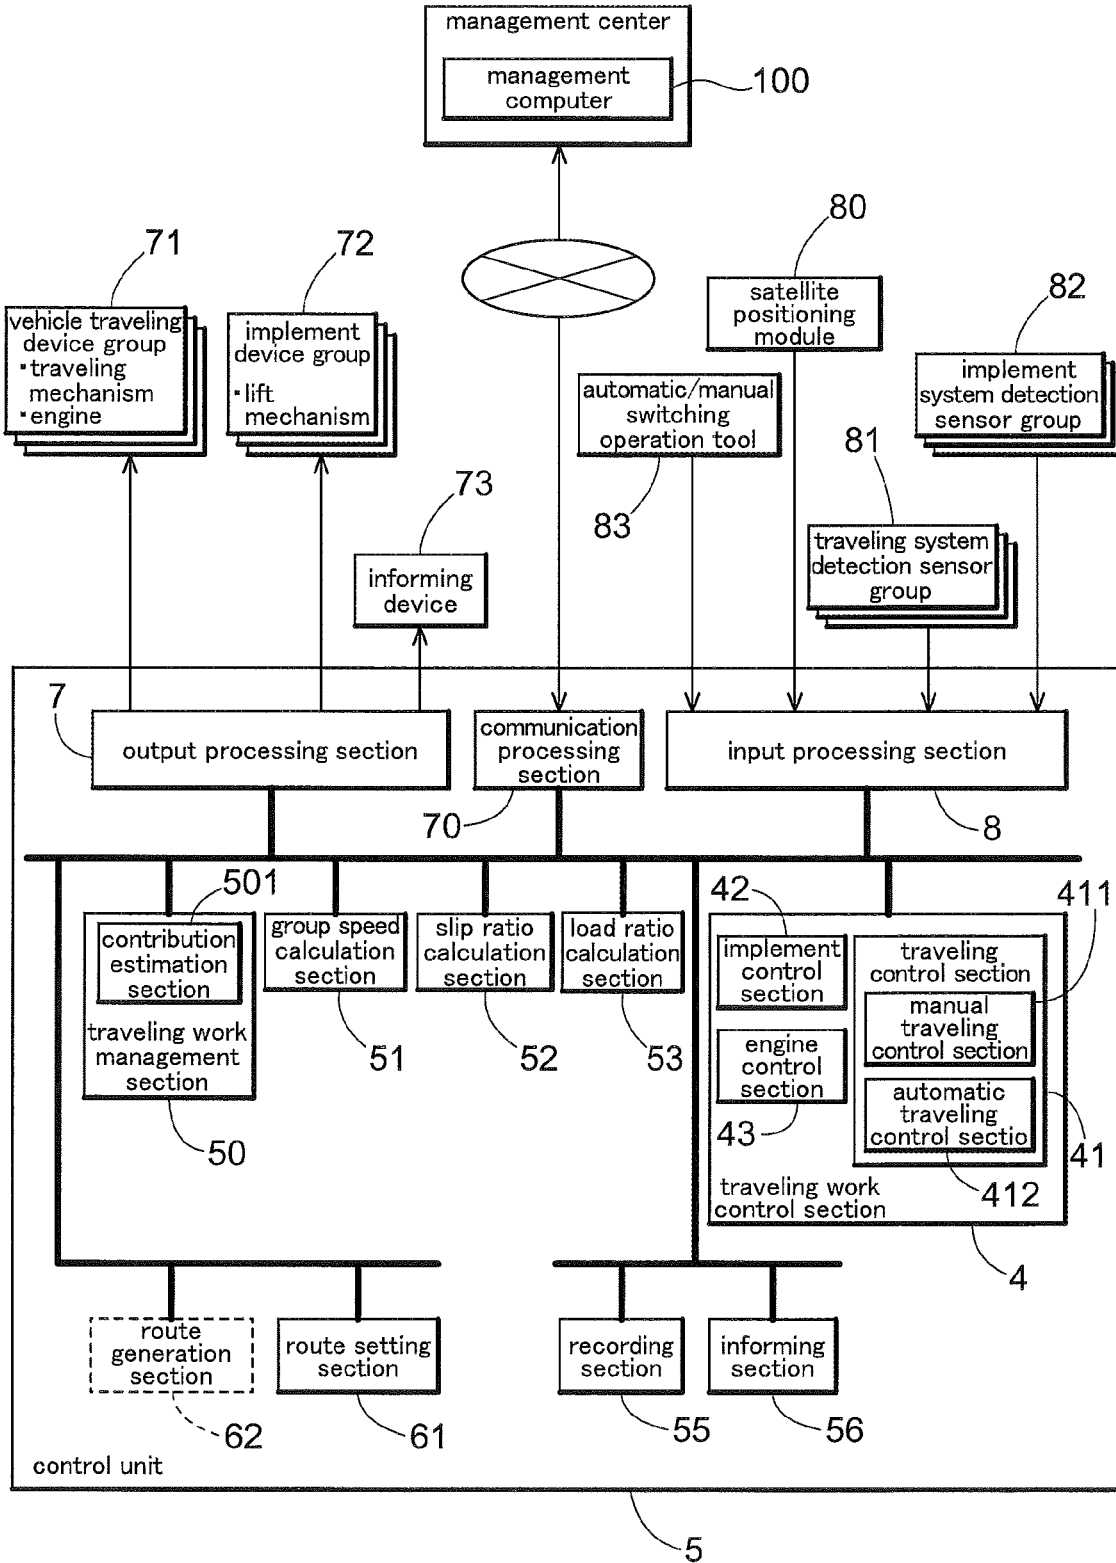 management center
management
computer
100
80
71
72
82
satellite
positioning
module
vehicle traveling
device group
・traveling
mechanism
・engine
implement
device group
・lift
mechanism
automatic/manual
switching
operation tool
implement
system detection
sensor group
81
83
73
traveling system
detection sensor
group
informing
device
7
output processing section
communication
processing
section
input processing section
70
8
501
42
411
contribution
estimation
section
traveling work
management
section
group speed
calculation
section
slip ratio
calculation
section
load ratio
calculation
section
implement
control
section
traveling
control section
manual
traveling
control section
engine
control
section
automatic
traveling
control sectio
51
52
53
43
41
50
412
traveling work
control section
4
route
generation
section
route setting
section
recording
section
informing
section
62
61
55
56
control unit
5